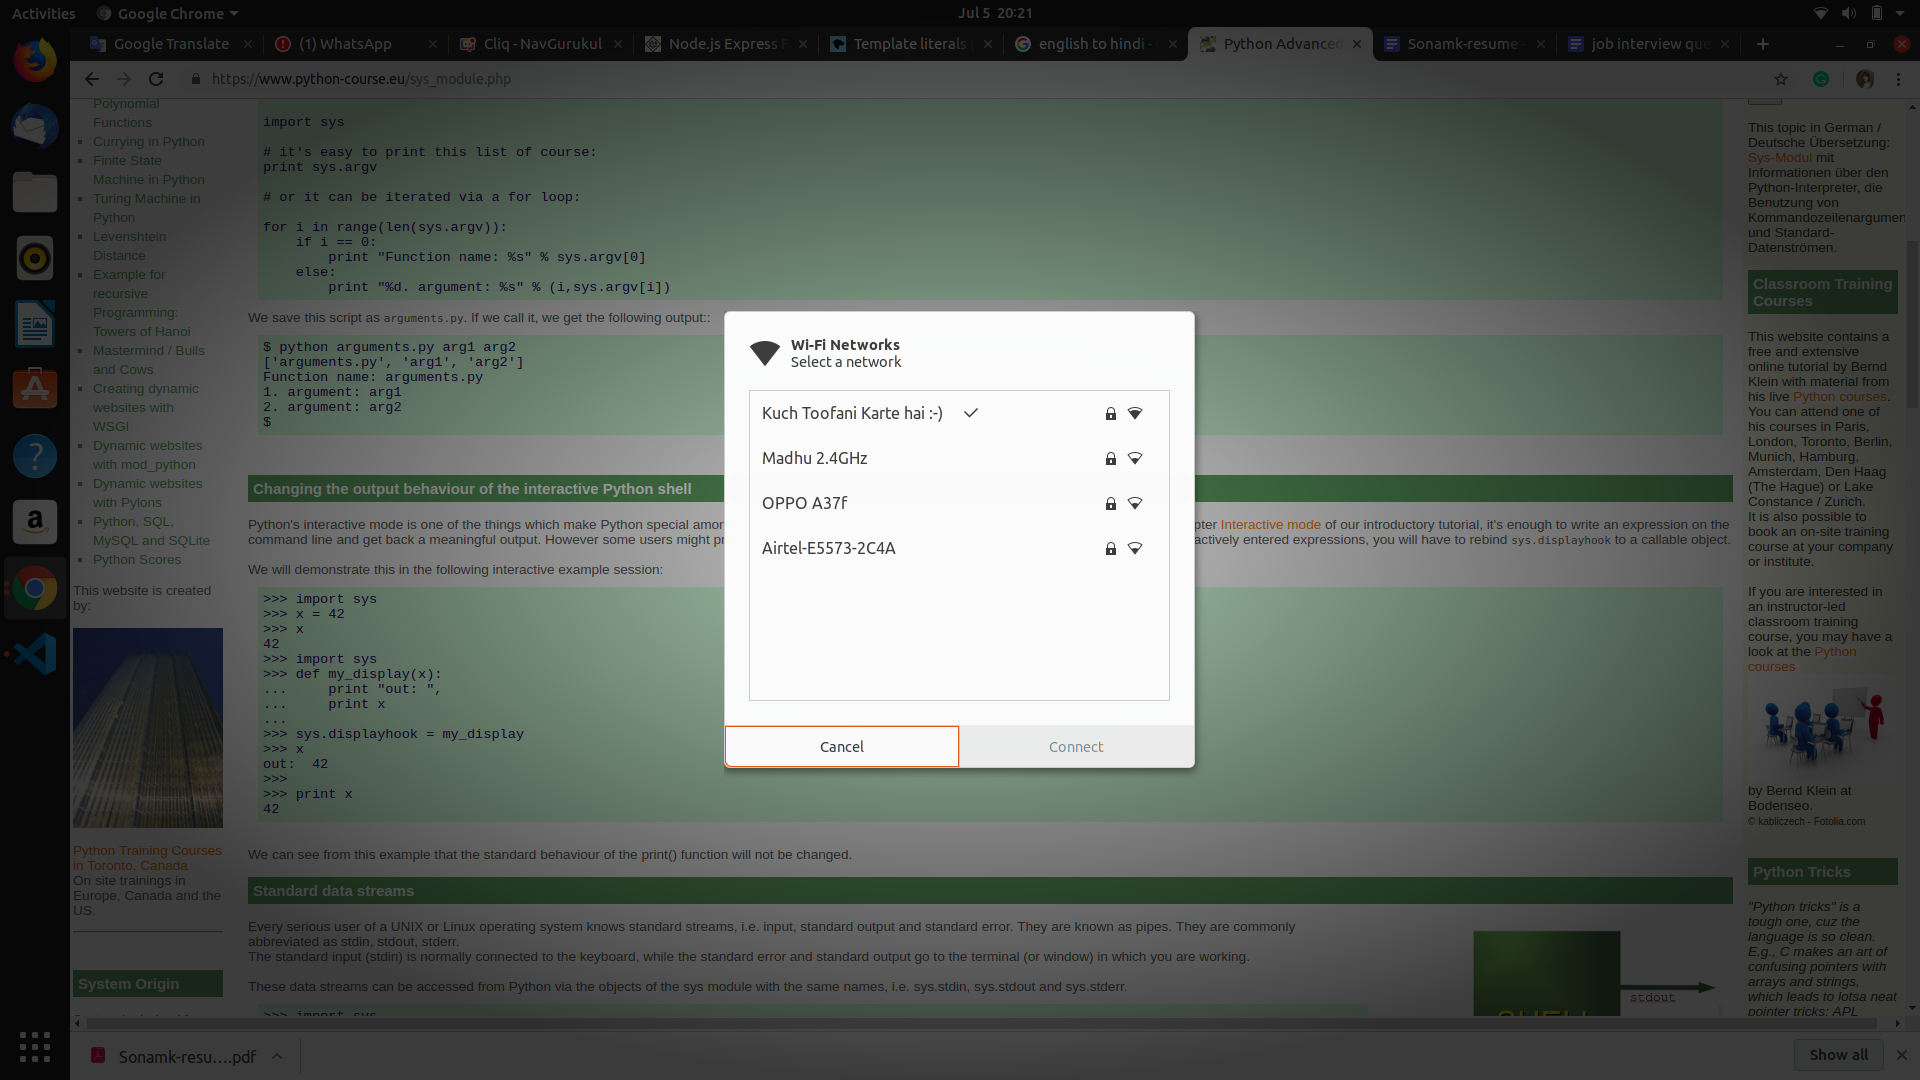 Activities
Google Chrome
Jul 5 20:21
Google Translate
(1) WhatsApp
Cliq - NavGurukul
Node.js Express F
Template literals
english to hindi -
Python Advanced
Sonamk-resume -
job interview que
https://www.python-course.eu/sys_module.php
Polynomial
Functions
Currying in Python
Finite State
Machine in Python
Turing Machine in
Python
Levenshtein
Distance
Example for
recursive
Programming:
Towers of Hanoi
Mastermind / Bulls
and Cows
Creating dynamic
websites with
WSGI
Dynamic websites
with mod_python
Dynamic websites
with Pylons
Python, SQL,
MySQL and SQLite
Python Scores
This website is created
by:
Python Training Courses
in Toronto, Canada
On site trainings in
Europe, Canada and the
US.
System Origin
import sys
# it's easy to print this list of course:
print sys.argv
# or it can be iterated via a for loop:
for i in range(len(sys.argv)):
    if i == 0:
        print "Function name: %s" % sys.argv[0]
    else:
        print "%d. argument: %s" % (i,sys.argv[i])
We save this script as arguments.py. If we call it, we get the following output::
$ python arguments.py arg1 arg2
['arguments.py', 'arg1', 'arg2']
Function name: arguments.py
1. argument: arg1
2. argument: arg2
$
Changing the output behaviour of the interactive Python shell
Python's interactive mode is one of the things which make Python special amor
pter Interactive mode of our introductory tutorial, it's enough to write an expression on the
command line and get back a meaningful output. However some users might pr
actively entered expressions, you will have to rebind sys.displayhook to a callable object.
We will demonstrate this in the following interactive example session:
>>> import sys
>>> x = 42
>>> x
42
>>> import sys
>>> def my_display(x):
...     print "out: ",
...     print x
...
>>> sys.displayhook = my_display
>>> x
out:  42
>>>
>>> print x
42
We can see from this example that the standard behaviour of the print() function will not be changed.
Standard data streams
Every serious user of a UNIX or Linux operating system knows standard streams, i.e. input, standard output and standard error. They are known as pipes. They are commonly
abbreviated as stdin, stdout, stderr.
The standard input (stdin) is normally connected to the keyboard, while the standard error and standard output go to the terminal (or window) in which you are working.
These data streams can be accessed from Python via the objects of the sys module with the same names, i.e. sys.stdin, sys.stdout and sys.stderr.
>>> import sys
stdout
SHELL
Wi-Fi Networks
Select a network
Kuch Toofani Karte hai :-)
Madhu 2.4GHz
OPPO A37f
Airtel-E5573-2C4A
Cancel
Connect
This topic in German /
Deutsche Übersetzung:
Sys-Modul mit
Informationen über den
Python-Interpreter, die
Benutzung von
Kommandozeilenargumen
und Standard-
Datenströmen.
Classroom Training
Courses
This website contains a
free and extensive
online tutorial by Bernd
Klein with material from
his live Python courses.
You can attend one of
his courses in Paris,
London, Toronto, Berlin,
Munich, Hamburg,
Amsterdam, Den Haag
(The Hague) or Lake
Constance / Zurich.
It is also possible to
book an on-site training
course at your company
or institute.
If you are interested in
an instructor-led
classroom training
course, you may have a
look at the Python
courses
by Bernd Klein at
Bodenseo.
© kabliczech - Fotolia.com
Python Tricks
"Python tricks" is a
tough one, cuz the
language is so clean.
E.g., C makes an art of
confusing pointers with
arrays and strings,
which leads to lotsa neat
pointer tricks; APL
Sonamk-resu....pdf
Show all